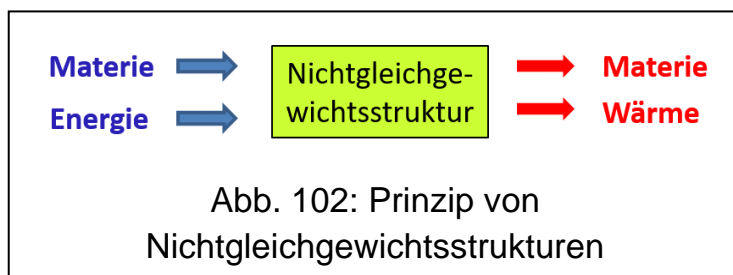 Materie Nichtgleichge- Materie
Energie wichtsstruktur Wärme
Abb. 102: Prinzip von
Nichtgleichgewichtsstrukturen